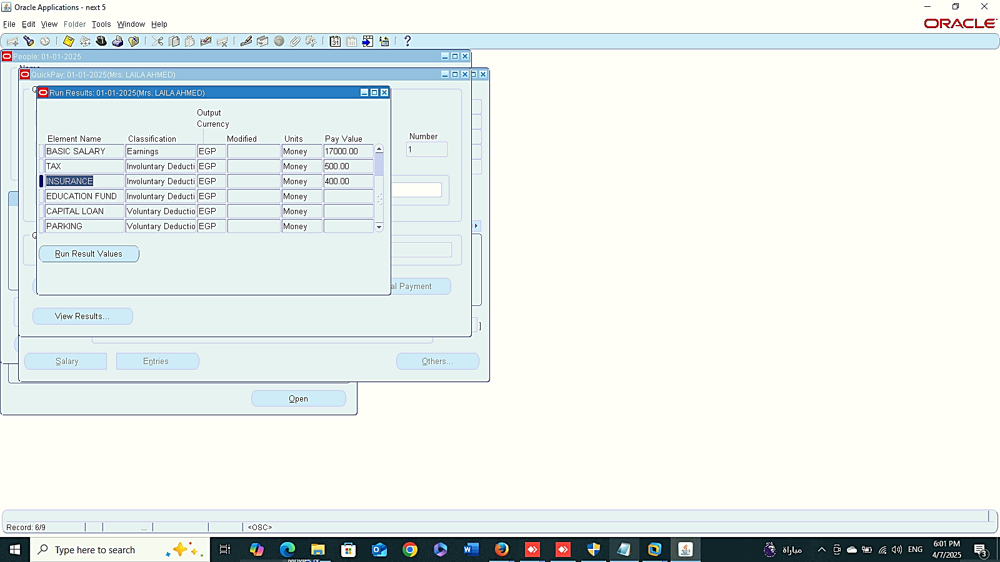 Oracle Applications - next 5
File Edit View Folder Tools Window Help
ORACLE
31
?
People: 01-01-2025
QuickPay: 01-01-2025(Mrs. LAILA AHMED)
Run Results: 01-01-2025(Mrs. LAILA AHMED)
Output
Currency
Element Name Classification Modified Units Pay Value
BASIC SALARY Earnings EGP Money 17000.00
TAX Involuntary Deducti EGP Money 500.00
INSURANCE Involuntary Deducti EGP Money 400.00
EDUCATION FUND Involuntary Deducti EGP Money
CAPITAL LOAN Voluntary Deductio EGP Money
PARKING Voluntary Deductio EGP Money
Number
1
Run Result Values
al Payment
View Results...
]
Salary Entries Others...
Open
Record: 6/9 ... <OSC>
Type here to search
مباراة
ENG
6:01 PM
4/7/2025
3